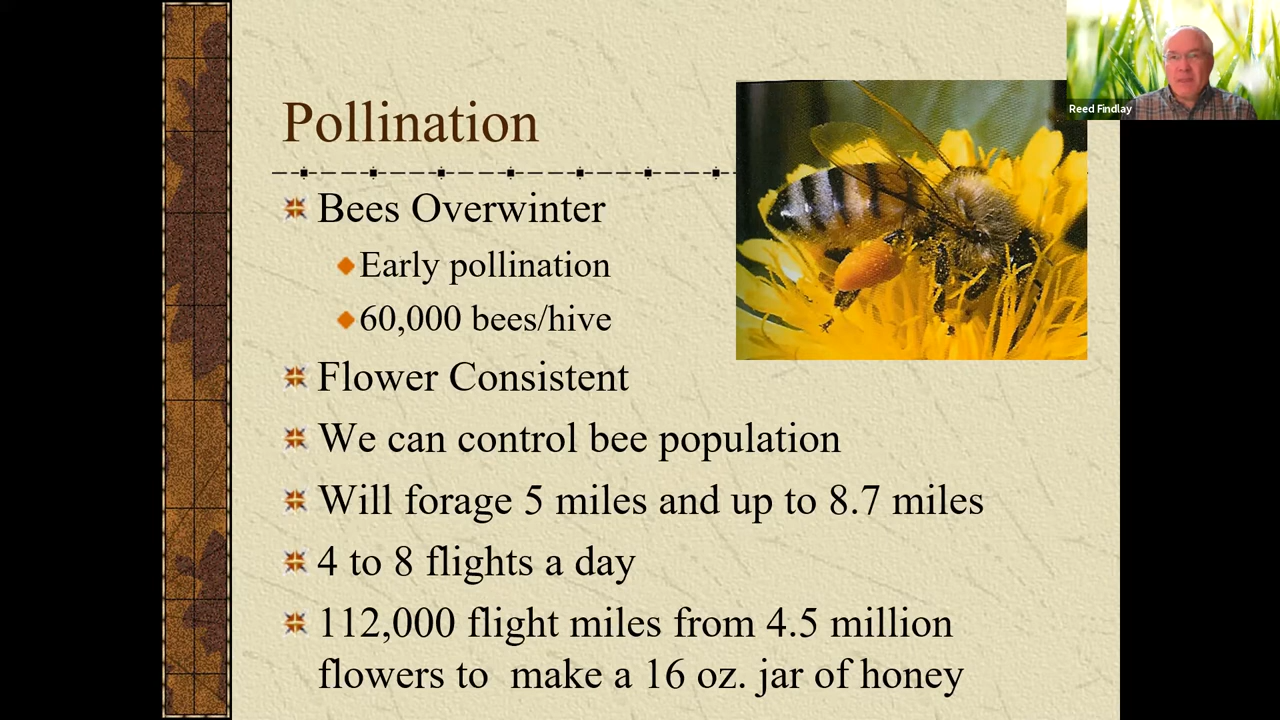 Reed Findlay
Pollination
Bees Overwinter
Early pollination
60,000 bees/hive
Flower Consistent
We can control bee population
Will forage 5 miles and up to 8.7 miles
4 to 8 flights a day
112,000 flight miles from 4.5 million
flowers to  make a 16 oz. jar of honey